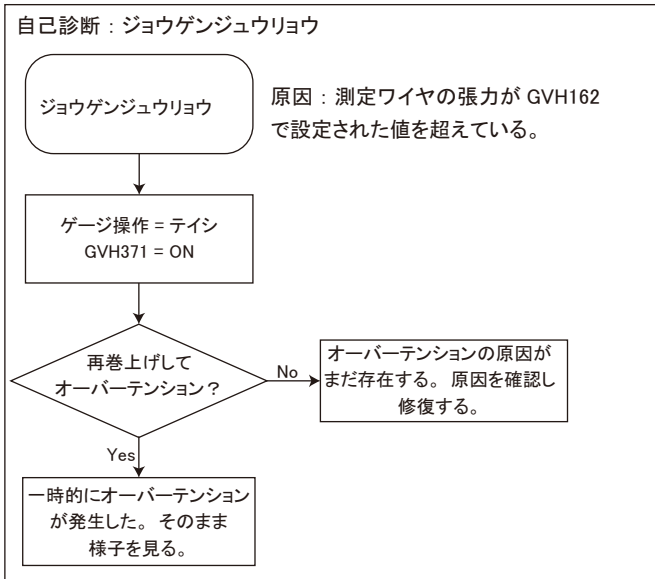 自己診断：ジョウゲンジュウリョウ
ジョウゲンジュウリョウ
原因：測定ワイヤの張力が GVH162
で設定された値を超えている。
ゲージ操作 = テイシ
GVH371 = ON
再巻上げして
オーバーテンション？
No
オーバーテンションの原因が
まだ存在する。原因を確認し
修復する。
Yes
一時的にオーバーテンション
が発生した。そのまま
様子を見る。